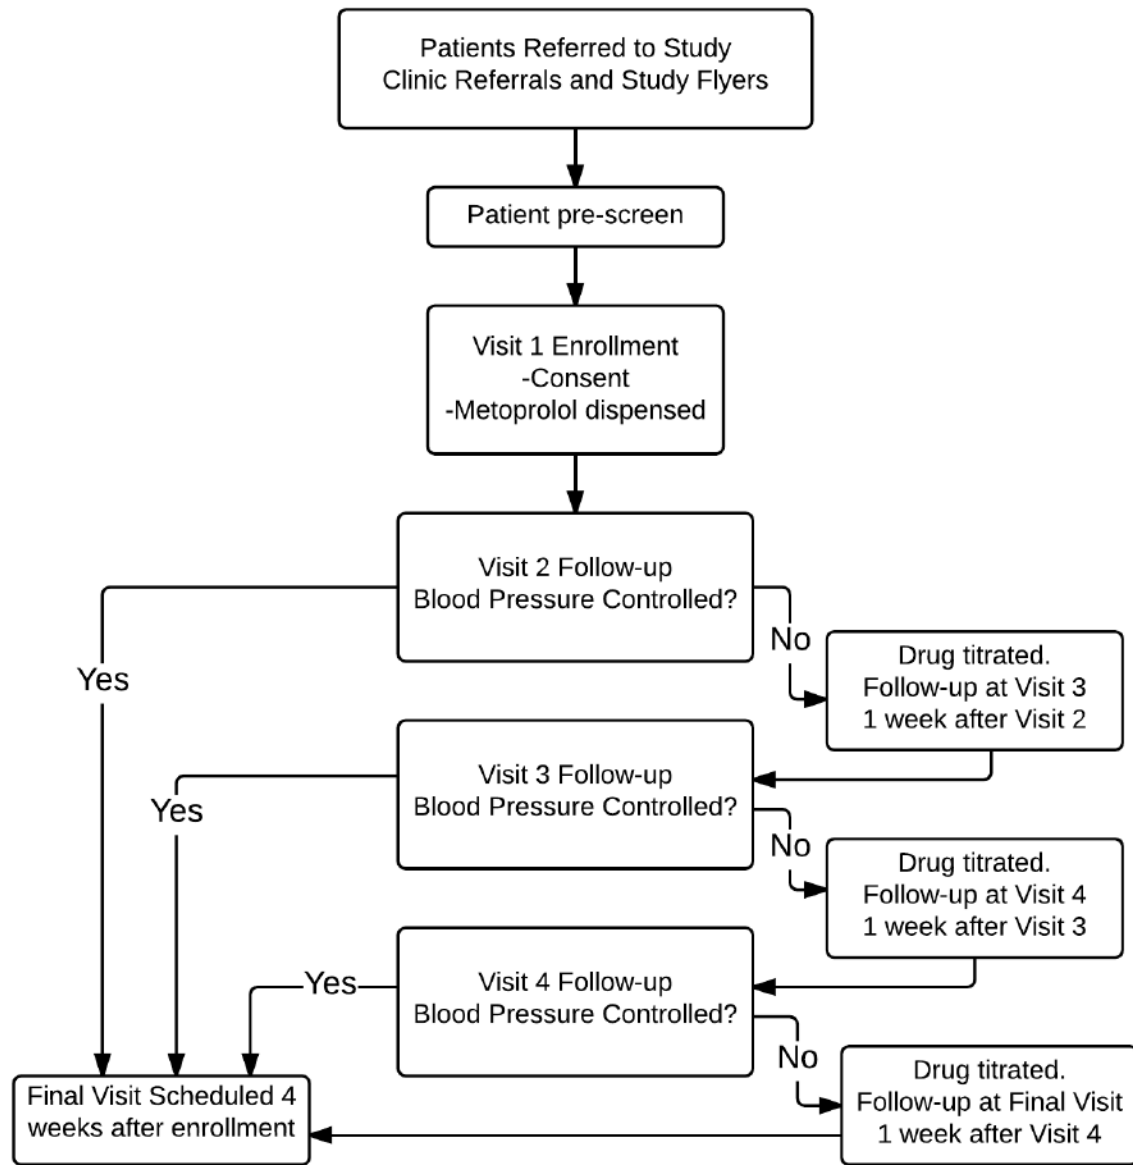 Patients Referred to Study
Clinic Referrals and Study Flyers
Patient pre-screen
Visit 1 Enrollment
-Consent
-Metoprolol dispensed
Visit 2 Follow-up
Blood Pressure Controlled?
Yes
No
Drug titrated.
Follow-up at Visit 3
1 week after Visit 2
Visit 3 Follow-up
Blood Pressure Controlled?
Yes
No
Drug titrated.
Follow-up at Visit 4
1 week after Visit 3
Visit 4 Follow-up
Blood Pressure Controlled?
Yes
No
Drug titrated.
Follow-up at Final Visit
1 week after Visit 4
Final Visit Scheduled 4
weeks after enrollment